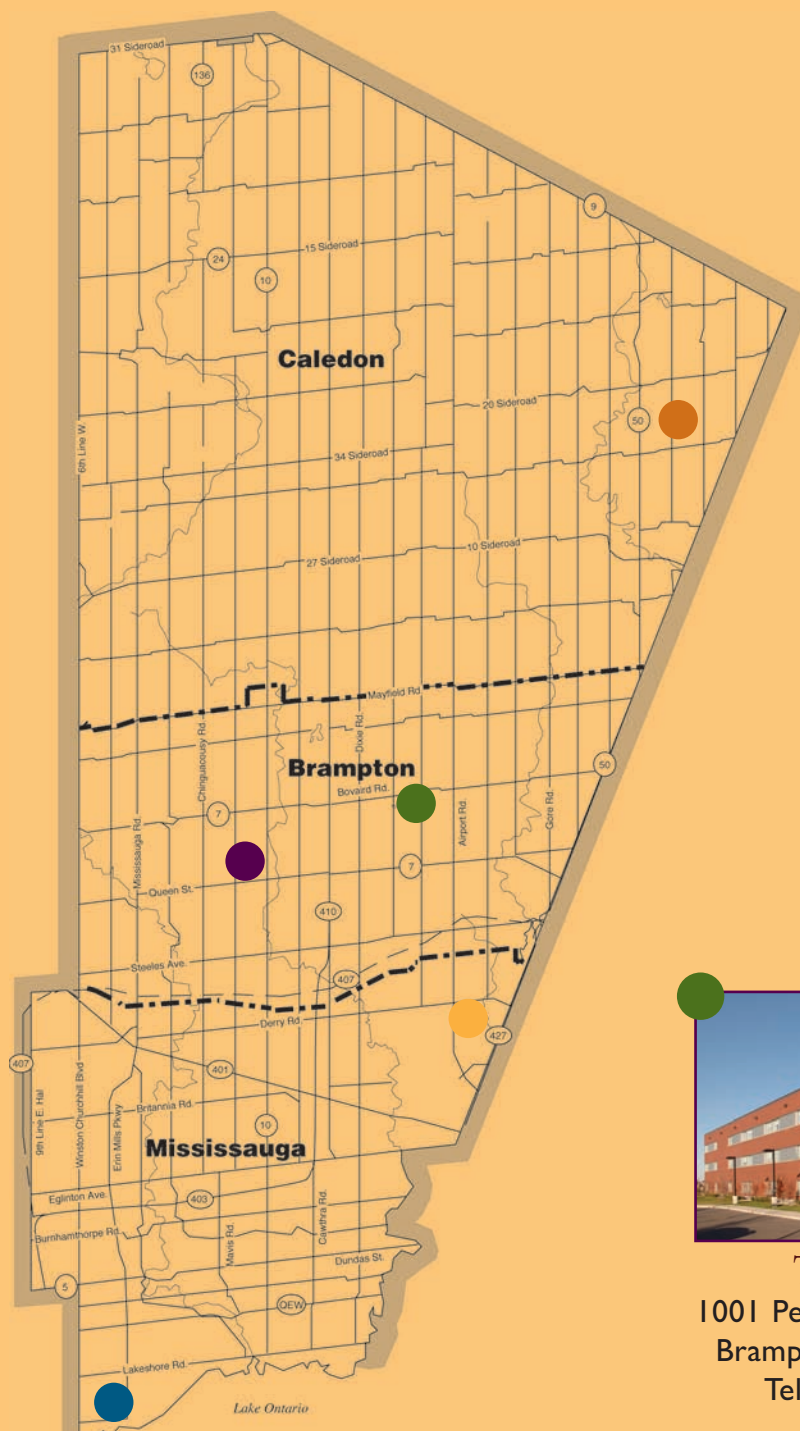 31 Sideroad
136
9
15 Sideroad
24
10
Caledon
20 Sideroad
50
6th Line W.
34 Sideroad
10 Sideroad
27 Sideroad
Mayfield Rd
Chinguacousy Rd.
Dixie Rd.
50
Brampton
Bovaird Rd.
7
Mississauga Rd.
Airport Rd.
Gore Rd.
7
Queen St.
410
Steeles Ave.
407
Derry Rd.
427
407
401
9th Line E. Hal
Winston Churchhill Blvd
Erin Mills Pkwy
Britannia Rd.
10
Mississauga
Eglinton Ave.
403
Mavis Rd.
Cawthra Rd.
Burnhamthorpe Rd.
Dundas St.
5
QEW
Lakeshore Rd.
Lake Ontario
1001 Pe
Bramp
Tel